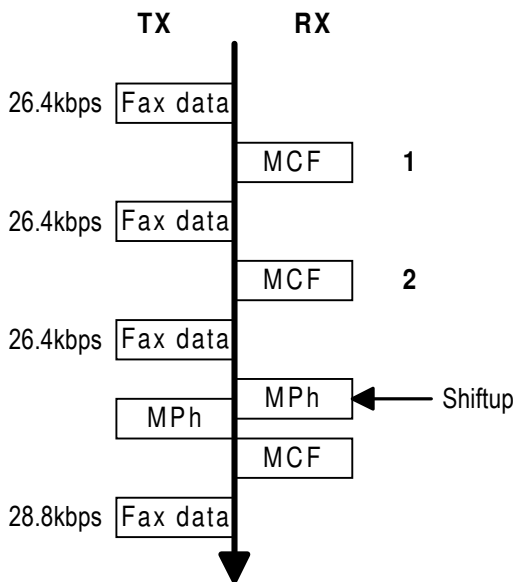 TX RX
26.4kbps Fax data
MCF 1
26.4kbps Fax data
MCF 2
26.4kbps Fax data
MPh Shiftup
MPh
MCF
28.8kbps Fax data